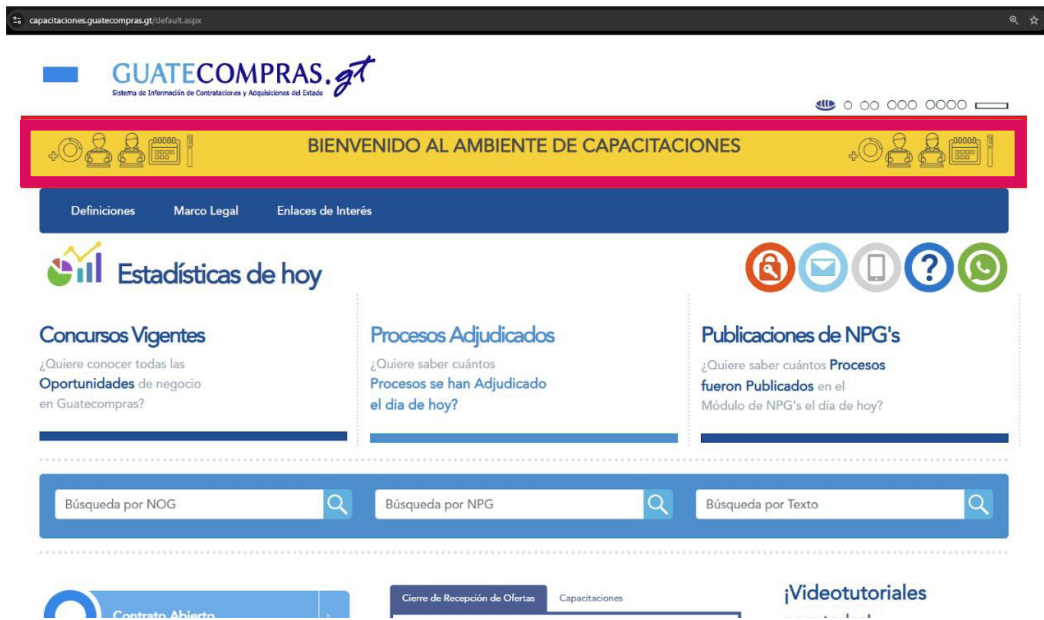 capacitaciones.guatecompras.gt/default.aspx
GUATECOMPRAS.gt
Sistema de Información de Contrataciones y Adquisiciones del Estado
BIENVENIDO AL AMBIENTE DE CAPACITACIONES
Definiciones Marco Legal Enlaces de Interés
Estadísticas de hoy
Concursos Vigentes
¿Quiere conocer todas las
Oportunidades de negocio
en Guatecompras?
Procesos Adjudicados
¿Quiere saber cuántos
Procesos se han Adjudicado
el dia de hoy?
Publicaciones de NPG's
¿Quiere saber cuántos Procesos
fueron Publicados en el
Módulo de NPG's el día de hoy?
Búsqueda por NOG
Búsqueda por NPG
Búsqueda por Texto
Contrato Abierto
Cierre de Recepción de Ofertas Capacitaciones
¡Videotutoriales